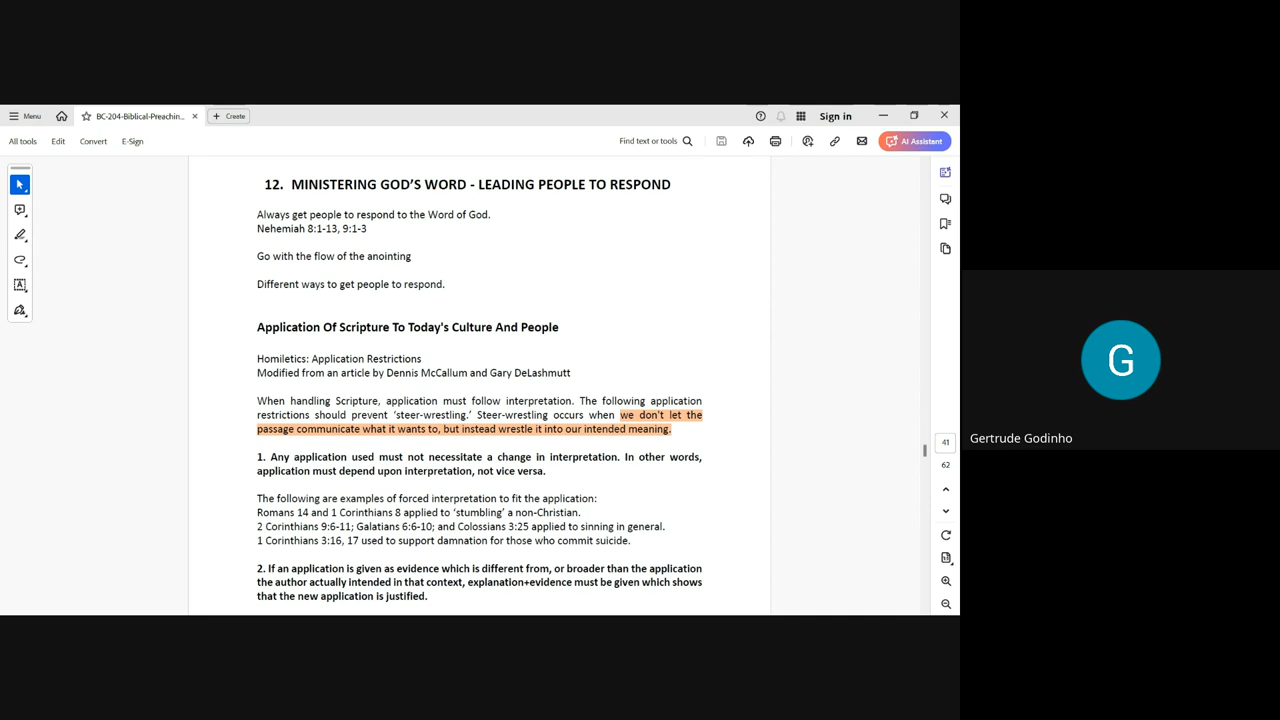 Menu
BC-204-Biblical-Preachin...
Create
Sign in
All tools
Edit
Convert
E-Sign
Find text or tools
AI Assistant
12. MINISTERING GOD’S WORD - LEADING PEOPLE TO RESPOND
Always get people to respond to the Word of God.
Nehemiah 8:1-13, 9:1-3
Go with the flow of the anointing
Different ways to get people to respond.
Application Of Scripture To Today's Culture And People
Homiletics: Application Restrictions
Modified from an article by Dennis McCallum and Gary DeLashmutt
When handling Scripture, application must follow interpretation. The following application
restrictions should prevent ‘steer-wrestling.’ Steer-wrestling occurs when we don't let the
passage communicate what it wants to, but instead wrestle it into our intended meaning.
1. Any application used must not necessitate a change in interpretation. In other words,
application must depend upon interpretation, not vice versa.
The following are examples of forced interpretation to fit the application:
Romans 14 and 1 Corinthians 8 applied to ‘stumbling’ a non-Christian.
2 Corinthians 9:6-11; Galatians 6:6-10; and Colossians 3:25 applied to sinning in general.
1 Corinthians 3:16, 17 used to support damnation for those who commit suicide.
2. If an application is given as evidence which is different from, or broader than the application
the author actually intended in that context, explanation+evidence must be given which shows
that the new application is justified.
41
62
G
Gertrude Godinho